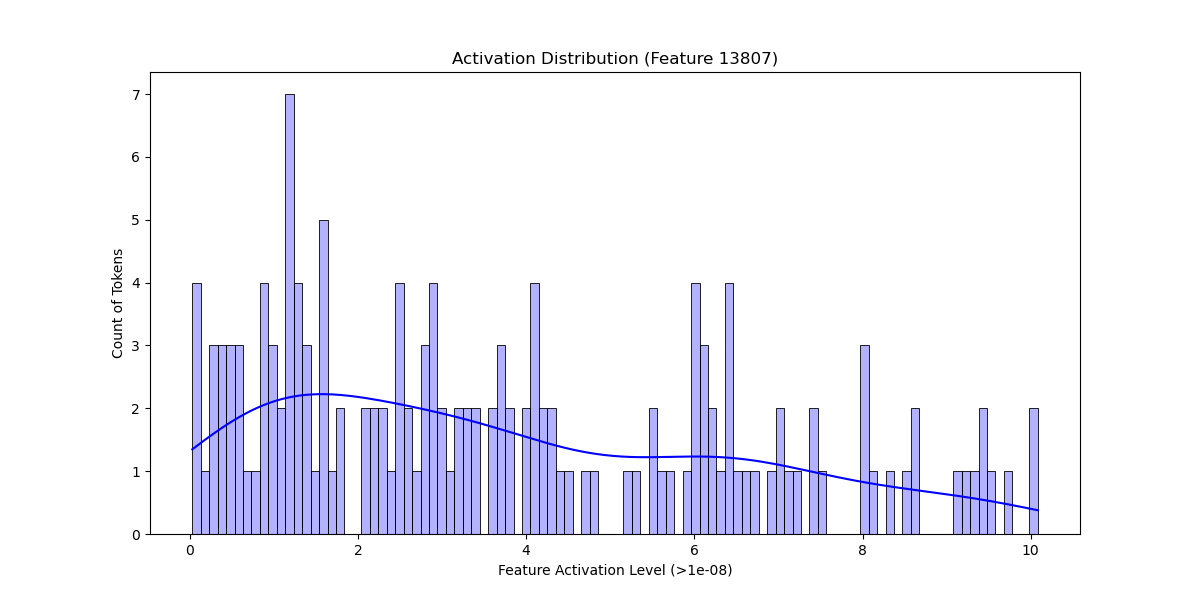 Activation Distribution (Feature 13807)
Count of Tokens
7
6
5
4
3
2
1
0
0 2 4 6 8 10
Feature Activation Level (>1e-08)